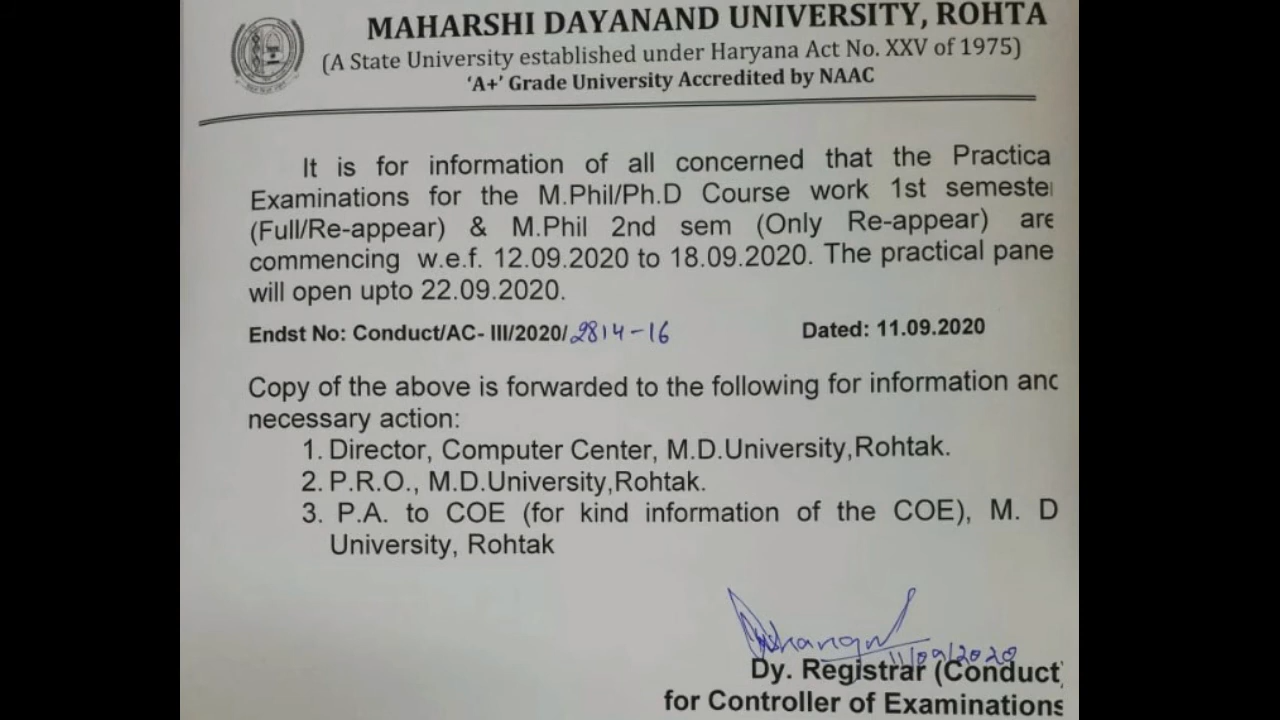 MAHARSHI DAYANAND UNIVERSITY, ROHTA
(A State University established under Haryana Act No. XXV of 1975)
'A+' Grade University Accredited by NAAC
It is for information of all concerned that the Practica
Examinations for the M.Phil/Ph.D Course work 1st semester
(Full/Re-appear) & M.Phil 2nd sem (Only Re-appear) are
commencing w.e.f. 12.09.2020 to 18.09.2020. The practical pane
will open upto 22.09.2020.
Endst No: Conduct/AC- III/2020/2814-16 Dated: 11.09.2020
Copy of the above is forwarded to the following for information and
necessary action:
1. Director, Computer Center, M.D.University,Rohtak.
2. P.R.O., M.D.University,Rohtak.
3. P.A. to COE (for kind information of the COE), M. D
University, Rohtak
11/09/2020
Dy. Registrar (Conduct)
for Controller of Examinations